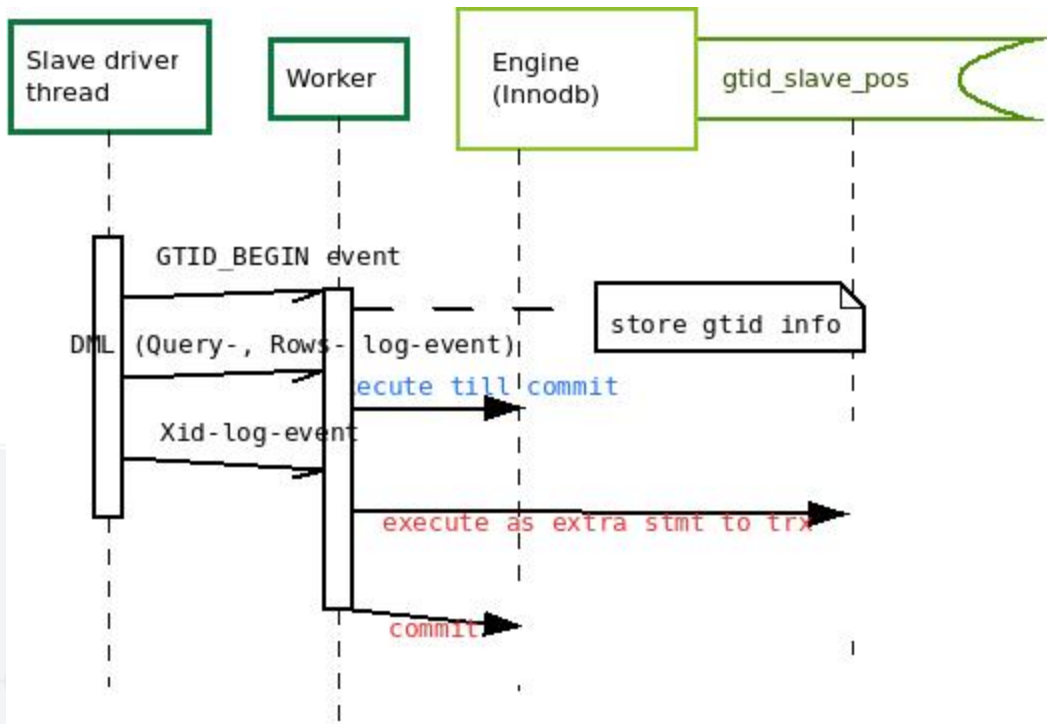 Slave driver
thread
Worker
Engine
(Innodb)
gtid_slave_pos
GTID_BEGIN event
store gtid info
DML (Query-, Rows- log-event)
ecute till commit
Xid-log-event
execute as extra stmt to trx
commit